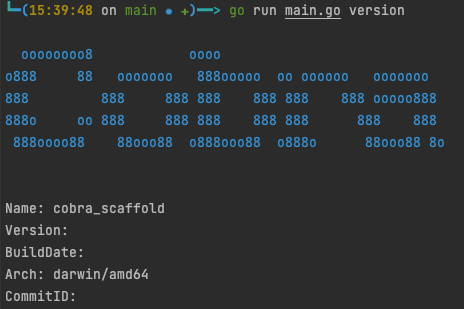 (15:39:48 on main ● +)──> go run main.go version
  oooooooo8            oooo
o888     88   ooooooo   888ooooo  oo oooooo   ooooooo
888         888     888 888    888 888    888 ooooo888
888o     oo 888     888 888    888 888      888    888
 888oooo88    88ooo88  o888ooo88  o888o      88ooo88 8o
Name: cobra_scaffold
Version:
BuildDate:
Arch: darwin/amd64
CommitID: